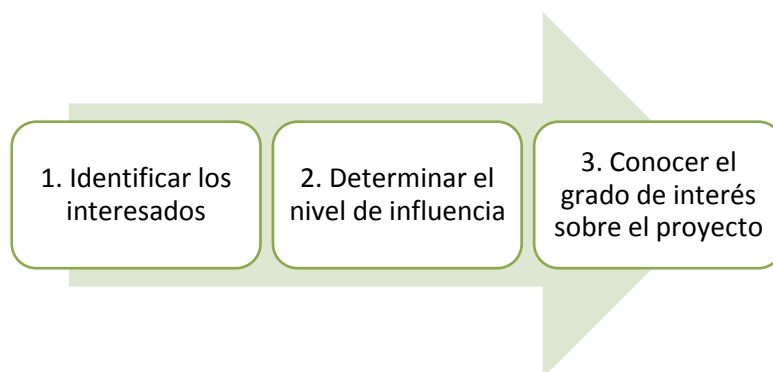 1. Identificar los
interesados
2. Determinar el
nivel de influencia
3. Conocer el
grado de interés
sobre el proyecto